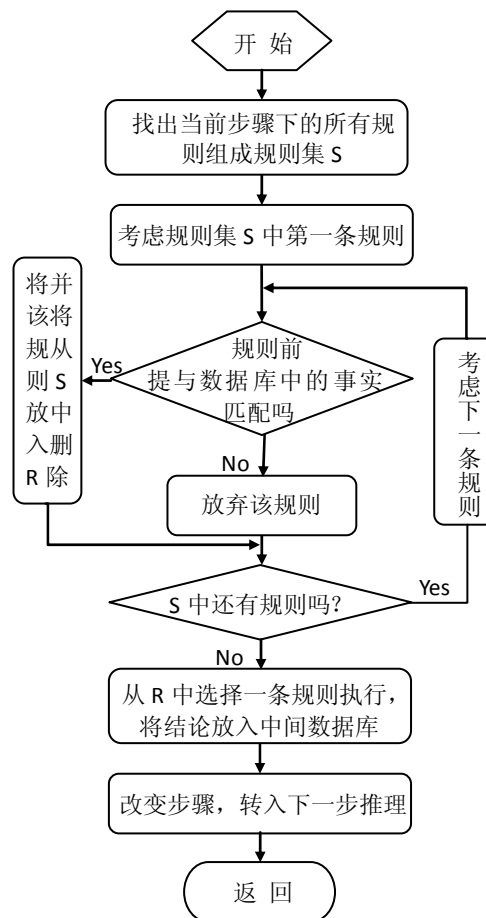 开 始
找出当前步骤下的所有规
则组成规则集 S
考虑规则集 S 中第一条规则
规则前
提与数据库中的事实
匹配吗
Yes
将该规则放入 R
并将从 S 中删除
No
放弃该规则
S 中还有规则吗？
Yes
考虑下一条规则
No
从 R 中选择一条规则执行，
将结论放入中间数据库
改变步骤，转入下一步推理
返 回